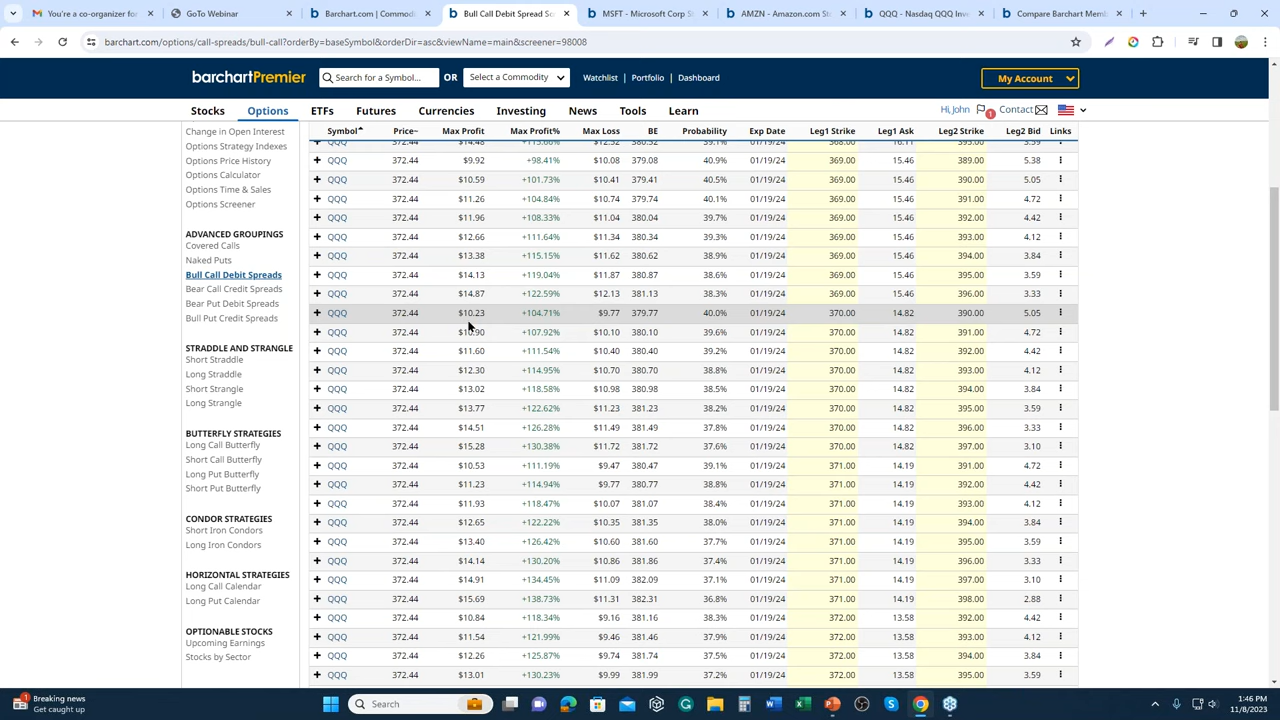 You're a co-organizer for
GoTo Webinar
Barchart.com | Commodi
Bull Call Debit Spread Sc
MSFT - Microsoft Corp St
AMZN - Amazon.com St
QQQ - Nasdaq QQQ Inv
Compare Barchart Memb
barchart.com/options/call-spreads/bull-call?orderBy=baseSymbol&orderDir=asc&viewName=main&screener=98008
barchartPremier Search for a Symbol... OR Select a Commodity Watchlist Portfolio Dashboard My Account
Stocks Options ETFs Futures Currencies Investing News Tools Learn Hi, John 1 Contact
Change in Open Interest
Options Strategy Indexes
Options Price History
Options Calculator
Options Time & Sales
Options Screener
ADVANCED GROUPINGS
Covered Calls
Naked Puts
Bull Call Debit Spreads
Bear Call Credit Spreads
Bear Put Debit Spreads
Bull Put Credit Spreads
STRADDLE AND STRANGLE
Short Straddle
Long Straddle
Short Strangle
Long Strangle
BUTTERFLY STRATEGIES
Long Call Butterfly
Short Call Butterfly
Long Put Butterfly
Short Put Butterfly
CONDOR STRATEGIES
Short Iron Condors
Long Iron Condors
HORIZONTAL STRATEGIES
Long Call Calendar
Long Put Calendar
OPTIONABLE STOCKS
Upcoming Earnings
Stocks by Sector
Symbol Price~ Max Profit Max Profit% Max Loss BE Probability Exp Date Leg1 Strike Leg1 Ask Leg2 Strike Leg2 Bid Links
QQQ 372.44 $14.48 +115.66% $12.52 380.52 39.1% 01/19/24 368.00 16.11 395.00 3.59
QQQ 372.44 $9.92 +98.41% $10.08 379.08 40.9% 01/19/24 369.00 15.46 389.00 5.38
QQQ 372.44 $10.59 +101.73% $10.41 379.41 40.5% 01/19/24 369.00 15.46 390.00 5.05
QQQ 372.44 $11.26 +104.84% $10.74 379.74 40.1% 01/19/24 369.00 15.46 391.00 4.72
QQQ 372.44 $11.96 +108.33% $11.04 380.04 39.7% 01/19/24 369.00 15.46 392.00 4.42
QQQ 372.44 $12.66 +111.64% $11.34 380.34 39.3% 01/19/24 369.00 15.46 393.00 4.12
QQQ 372.44 $13.38 +115.15% $11.62 380.62 38.9% 01/19/24 369.00 15.46 394.00 3.84
QQQ 372.44 $14.13 +119.04% $11.87 380.87 38.6% 01/19/24 369.00 15.46 395.00 3.59
QQQ 372.44 $14.87 +122.59% $12.13 381.13 38.3% 01/19/24 369.00 15.46 396.00 3.33
QQQ 372.44 $10.23 +104.71% $9.77 379.77 40.0% 01/19/24 370.00 14.82 390.00 5.05
QQQ 372.44 $10.90 +107.92% $10.10 380.10 39.6% 01/19/24 370.00 14.82 391.00 4.72
QQQ 372.44 $11.60 +111.54% $10.40 380.40 39.2% 01/19/24 370.00 14.82 392.00 4.42
QQQ 372.44 $12.30 +114.95% $10.70 380.70 38.8% 01/19/24 370.00 14.82 393.00 4.12
QQQ 372.44 $13.02 +118.58% $10.98 380.98 38.5% 01/19/24 370.00 14.82 394.00 3.84
QQQ 372.44 $13.77 +122.62% $11.23 381.23 38.2% 01/19/24 370.00 14.82 395.00 3.59
QQQ 372.44 $14.51 +126.28% $11.49 381.49 37.8% 01/19/24 370.00 14.82 396.00 3.33
QQQ 372.44 $15.28 +130.38% $11.72 381.72 37.6% 01/19/24 370.00 14.82 397.00 3.10
QQQ 372.44 $10.53 +111.19% $9.47 380.47 39.1% 01/19/24 371.00 14.19 391.00 4.72
QQQ 372.44 $11.23 +114.94% $9.77 380.77 38.8% 01/19/24 371.00 14.19 392.00 4.42
QQQ 372.44 $11.93 +118.47% $10.07 381.07 38.4% 01/19/24 371.00 14.19 393.00 4.12
QQQ 372.44 $12.65 +122.22% $10.35 381.35 38.0% 01/19/24 371.00 14.19 394.00 3.84
QQQ 372.44 $13.40 +126.42% $10.60 381.60 37.7% 01/19/24 371.00 14.19 395.00 3.59
QQQ 372.44 $14.14 +130.20% $10.86 381.86 37.4% 01/19/24 371.00 14.19 396.00 3.33
QQQ 372.44 $14.91 +134.45% $11.09 382.09 37.1% 01/19/24 371.00 14.19 397.00 3.10
QQQ 372.44 $15.69 +138.73% $11.31 382.31 36.8% 01/19/24 371.00 14.19 398.00 2.88
QQQ 372.44 $10.84 +118.34% $9.16 381.16 38.3% 01/19/24 372.00 13.58 392.00 4.42
QQQ 372.44 $11.54 +121.99% $9.46 381.46 37.9% 01/19/24 372.00 13.58 393.00 4.12
QQQ 372.44 $12.26 +125.87% $9.74 381.74 37.5% 01/19/24 372.00 13.58 394.00 3.84
QQQ 372.44 $13.01 +130.23% $9.99 381.99 37.2% 01/19/24 372.00 13.58 395.00 3.59
1 Breaking news
Get caught up
Search
1:46 PM
11/8/2023